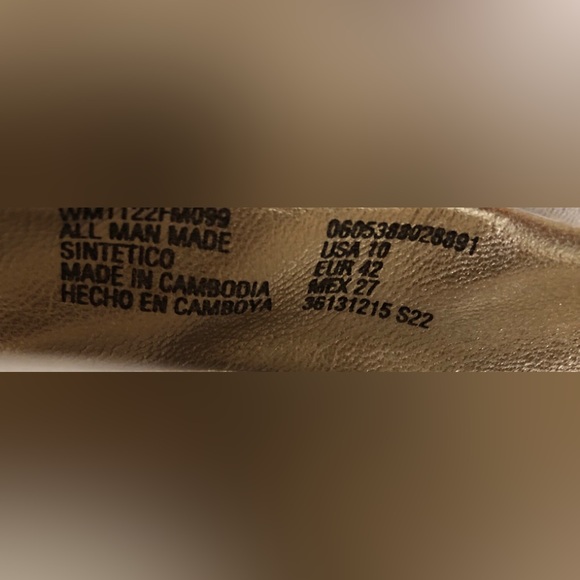 WM1122FM099
ALL MAN MADE
SINTETICO
MADE IN CAMBODIA
HECHO EN CAMBOYA
0605388028891
USA 10
EUR 42
MEX 27
36131215 S22